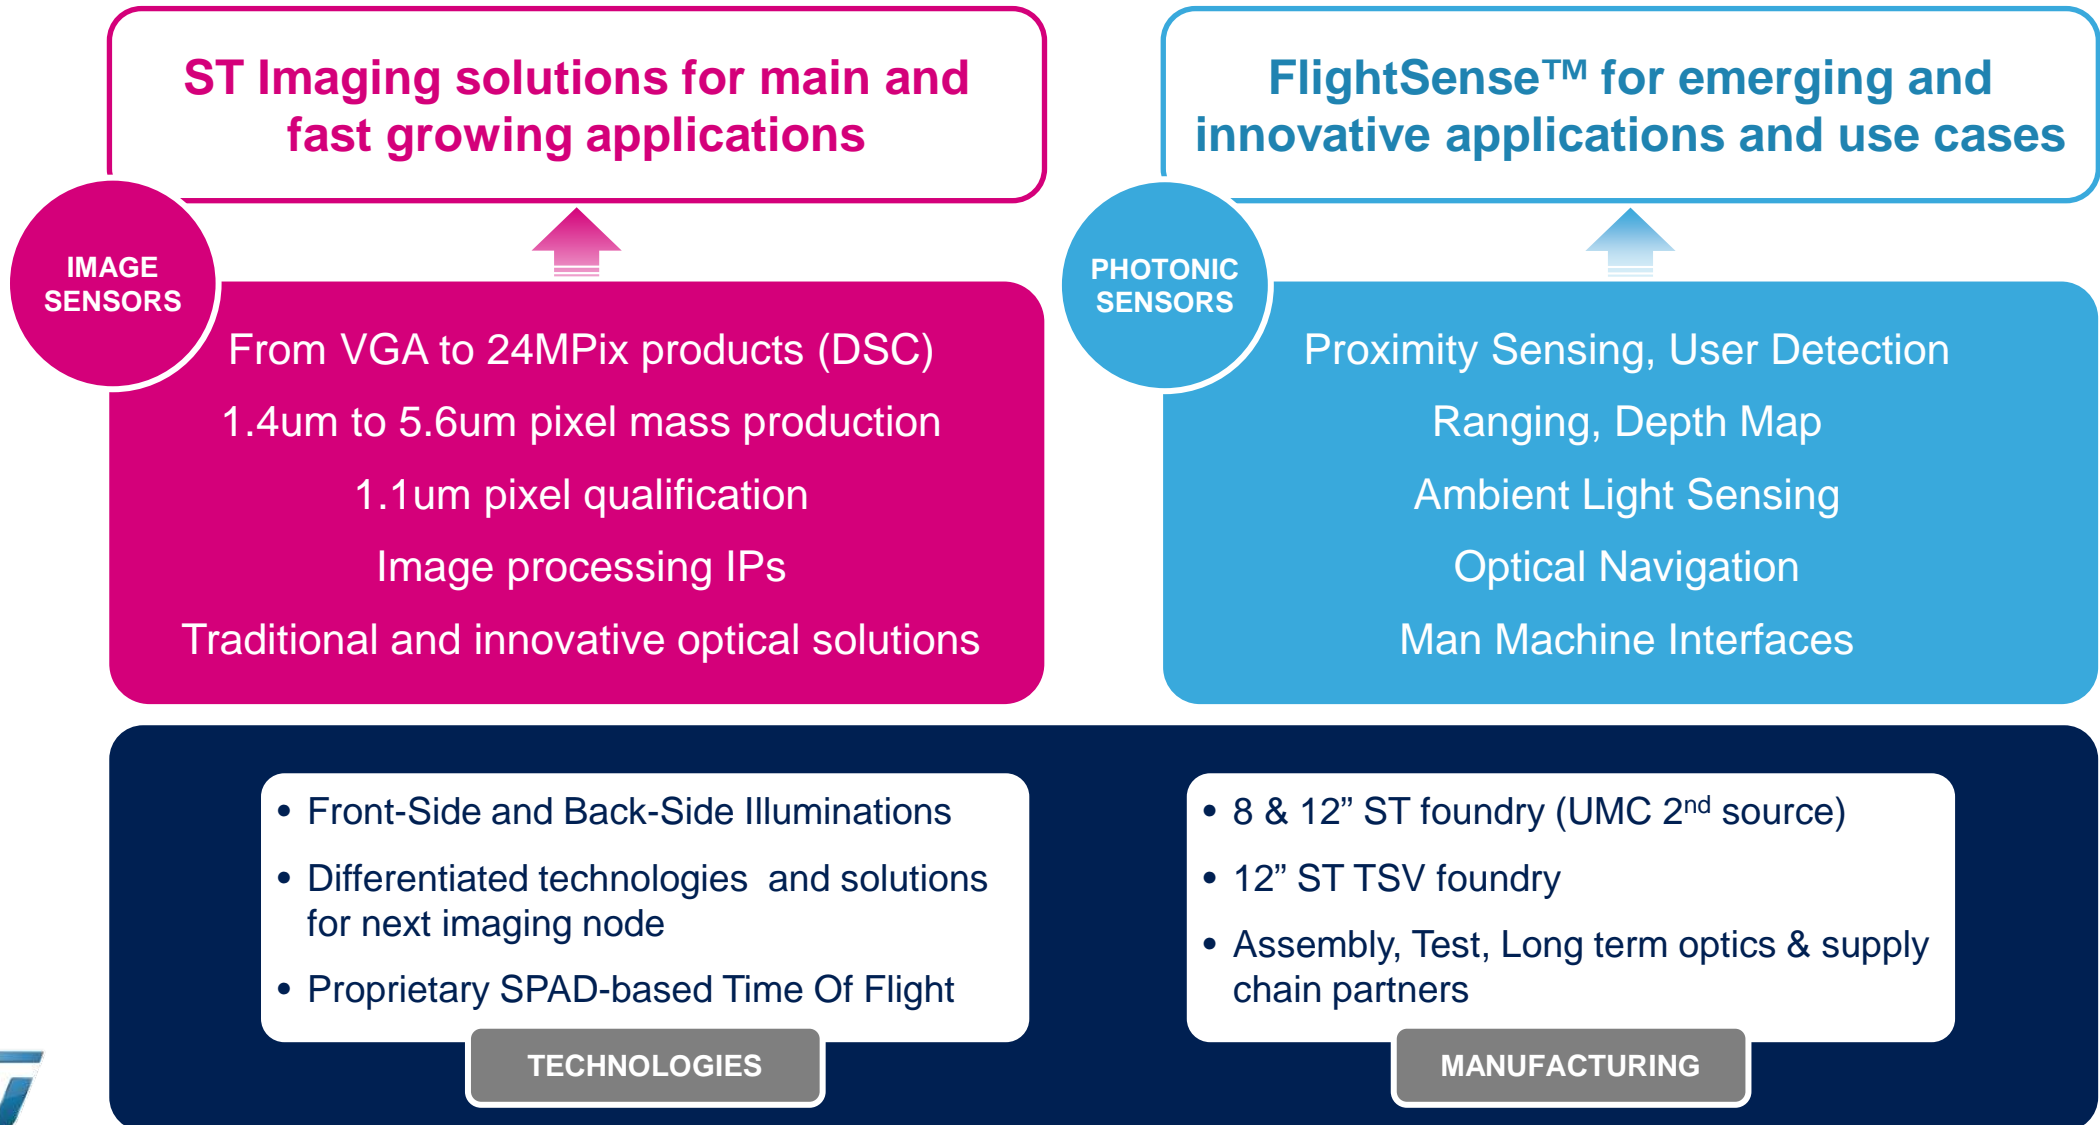 ST Imaging solutions for main and
fast growing applications
IMAGE
SENSORS
From VGA to 24MPix products (DSC)
1.4um to 5.6um pixel mass production
1.1um pixel qualification
Image processing IPs
Traditional and innovative optical solutions
FlightSense™ for emerging and
innovative applications and use cases
PHOTONIC
SENSORS
Proximity Sensing, User Detection
Ranging, Depth Map
Ambient Light Sensing
Optical Navigation
Man Machine Interfaces
• Front-Side and Back-Side Illuminations
• Differentiated technologies  and solutions
for next imaging node
• Proprietary SPAD-based Time Of Flight
TECHNOLOGIES
• 8 & 12” ST foundry (UMC 2nd source)
• 12” ST TSV foundry
• Assembly, Test, Long term optics & supply
chain partners
MANUFACTURING